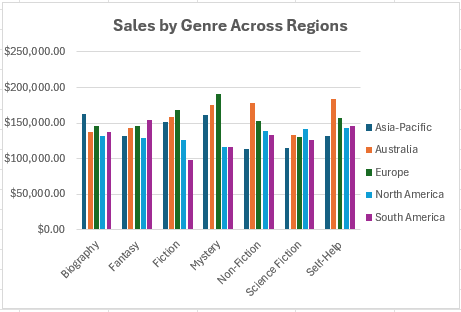 Sales by Genre Across Regions
$250,000.00
$200,000.00
$150,000.00
$100,000.00
$50,000.00
$0.00
Biography
Fantasy
Fiction
Mystery
Non-Fiction
Science Fiction
Self-Help
Asia-Pacific
Australia
Europe
North America
South America